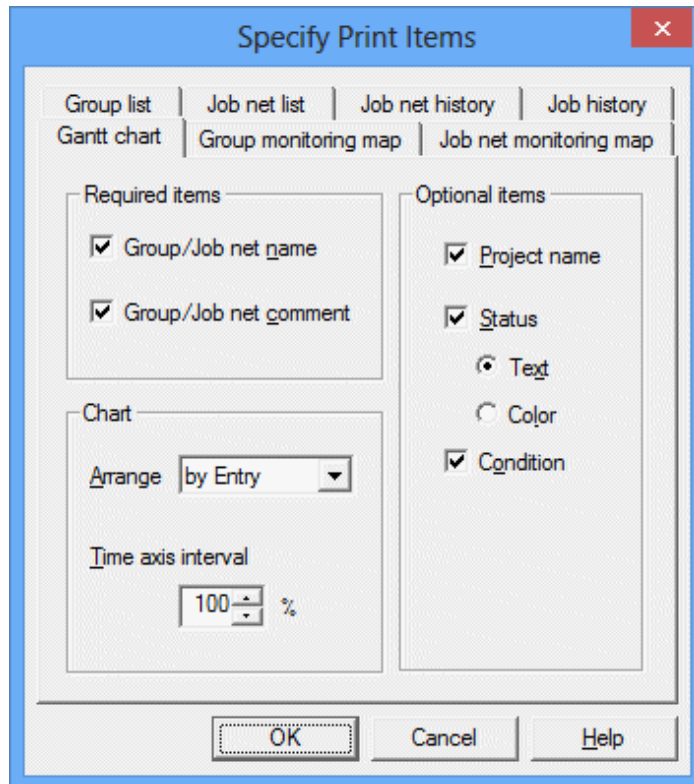 Specify Print Items
Group list Job net list Job net history Job history
Gantt chart Group monitoring map Job net monitoring map
Required items
Group/Job net name
Group/Job net comment
Chart
Arrange by Entry
Time axis interval
100 %
Optional items
Project name
Status
Text
Color
Condition
OK Cancel Help